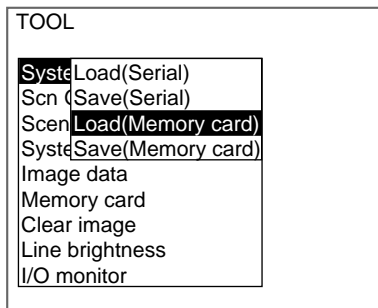 TOOL
Syste
Load(Serial)
Scn
Save(Serial)
Scen
Load(Memory card)
Syste
Save(Memory card)
Image data
Memory card
Clear image
Line brightness
I/O monitor